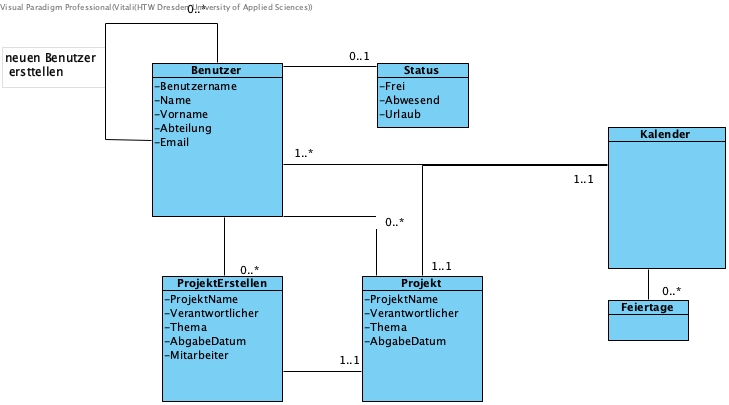 Visual Paradigm Professional(Vitali(HTW Dresden University of Applied Sciences))
0..*
neuen Benutzer
ersttellen
Benutzer
-Benutzername
-Name
-Vorname
-Abteilung
-Email
0..1
Status
-Frei
-Abwesend
-Urlaub
1..*
Kalender
1..1
0..*
1..1
0..*
ProjektErstellen
-ProjektName
-Verantwortlicher
-Thema
-AbgabeDatum
-Mitarbeiter
Projekt
-ProjektName
-Verantwortlicher
-Thema
-AbgabeDatum
1..1
0..*
Feiertage